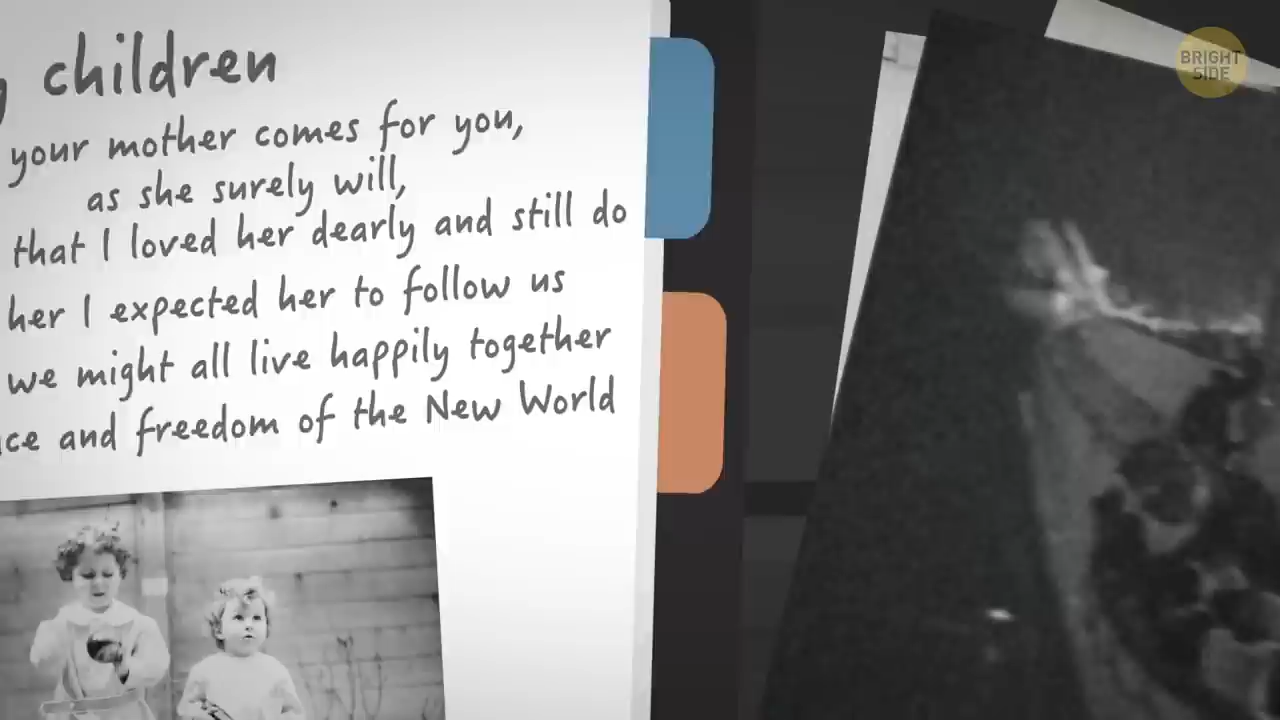 children
your mother comes for you,
as she surely will,
that I loved her dearly and still do
her I expected her to follow us
we might all live happily together
and freedom of the New World
BRIGHT
SIDE